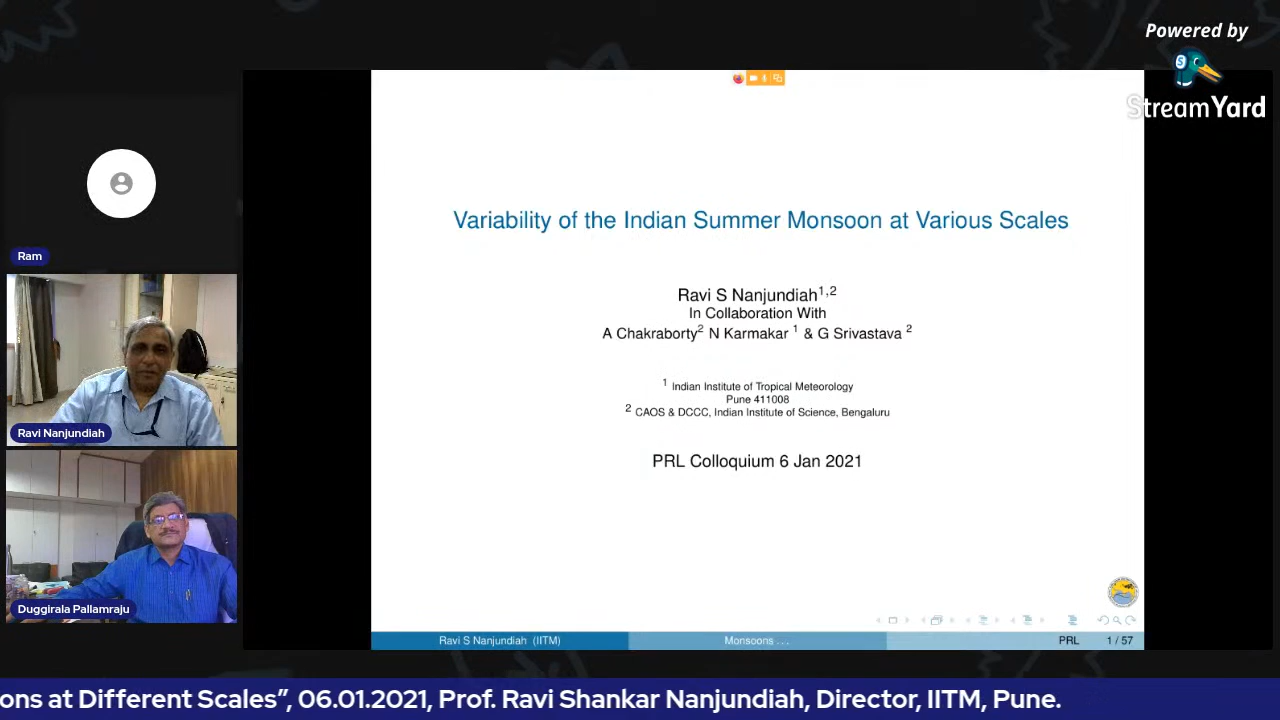 Powered by
StreamYard
Variability of the Indian Summer Monsoon at Various Scales
Ravi S Nanjundiah1,2
In Collaboration With
A Chakraborty2 N Karmakar 1 & G Srivastava 2
1 Indian Institute of Tropical Meteorology
Pune 411008
2 CAOS & DCCC, Indian Institute of Science, Bengaluru
PRL Colloquium 6 Jan 2021
Ravi S Nanjundiah (IITM)
Monsoons ...
PRL
1 / 57
Ram
Ravi Nanjundiah
Duggirala Pallamraju
ons at Different Scales”, 06.01.2021, Prof. Ravi Shankar Nanjundiah, Director, IITM, Pune.